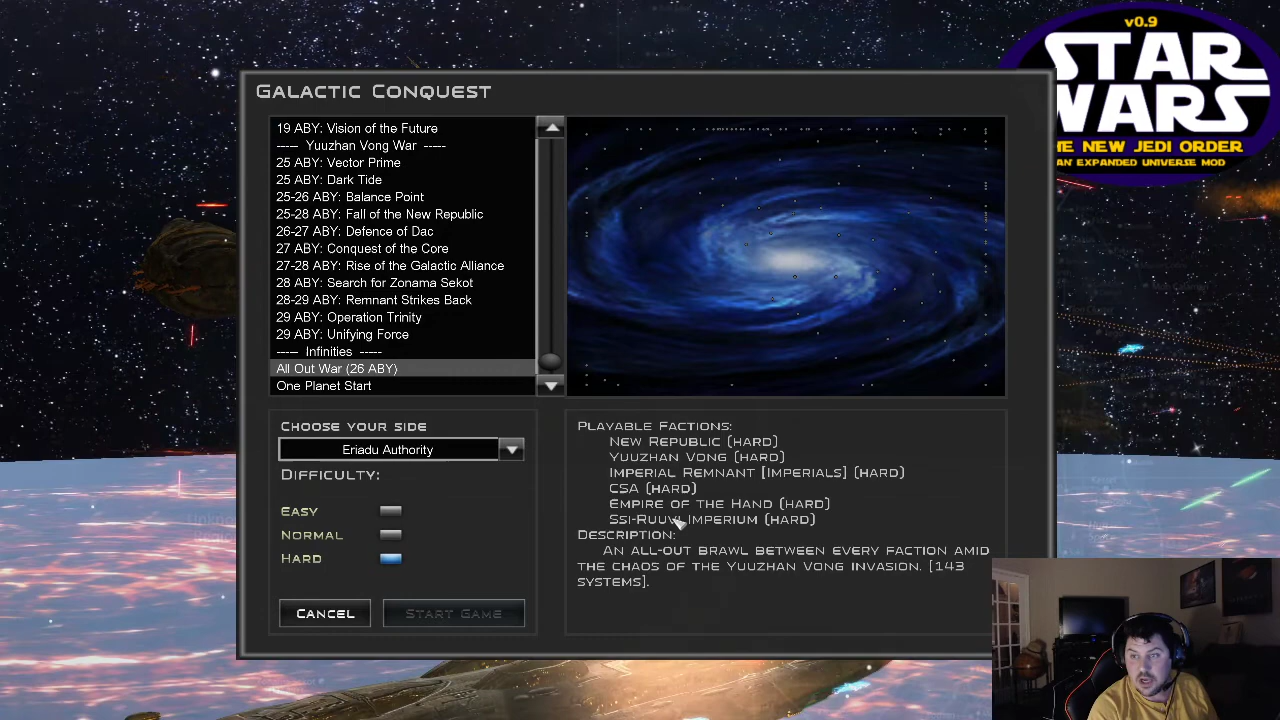 v0.9
STAR
WARS
THE NEW JEDI ORDER
AN EXPANDED UNIVERSE MOD
Galactic Conquest
19 ABY: Vision of the Future
----- Yuuzhan Vong War -----
25 ABY: Vector Prime
25 ABY: Dark Tide
25-26 ABY: Balance Point
25-28 ABY: Fall of the New Republic
26-27 ABY: Defence of Dac
27 ABY: Conquest of the Core
27-28 ABY: Rise of the Galactic Alliance
28 ABY: Search for Zonama Sekot
28-29 ABY: Remnant Strikes Back
29 ABY: Operation Trinity
29 ABY: Unifying Force
----- Infinities -----
All Out War (26 ABY)
One Planet Start
Choose your side
Eriadu Authority
Difficulty:
Easy
Normal
Hard
Cancel
Start Game
Playable Factions:
New Republic (Hard)
Yuuzhan Vong (Hard)
Imperial Remnant [Imperials] (Hard)
CSA (Hard)
Empire of the Hand (Hard)
Ssi-Ruuvi Imperium (Hard)
Description:
An all-out brawl between every faction amid
the chaos of the Yuuzhan Vong invasion. [143
systems].